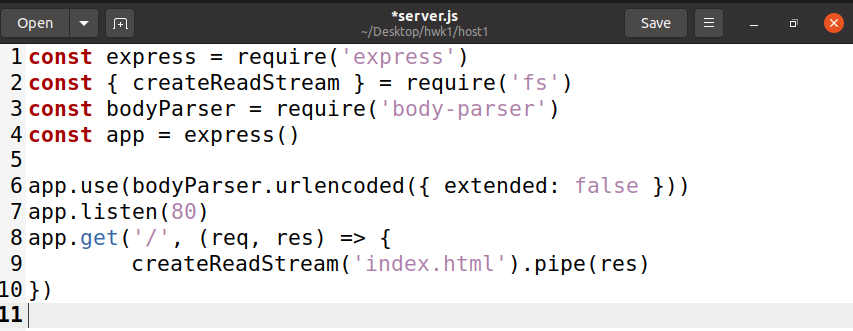 Open
*server.js
~/Desktop/hwk1/host1
Save
1 const express = require('express')
2 const { createReadStream } = require('fs')
3 const bodyParser = require('body-parser')
4 const app = express()
5
6 app.use(bodyParser.urlencoded({ extended: false }))
7 app.listen(80)
8 app.get('/', (req, res) => {
9         createReadStream('index.html').pipe(res)
10 })
11